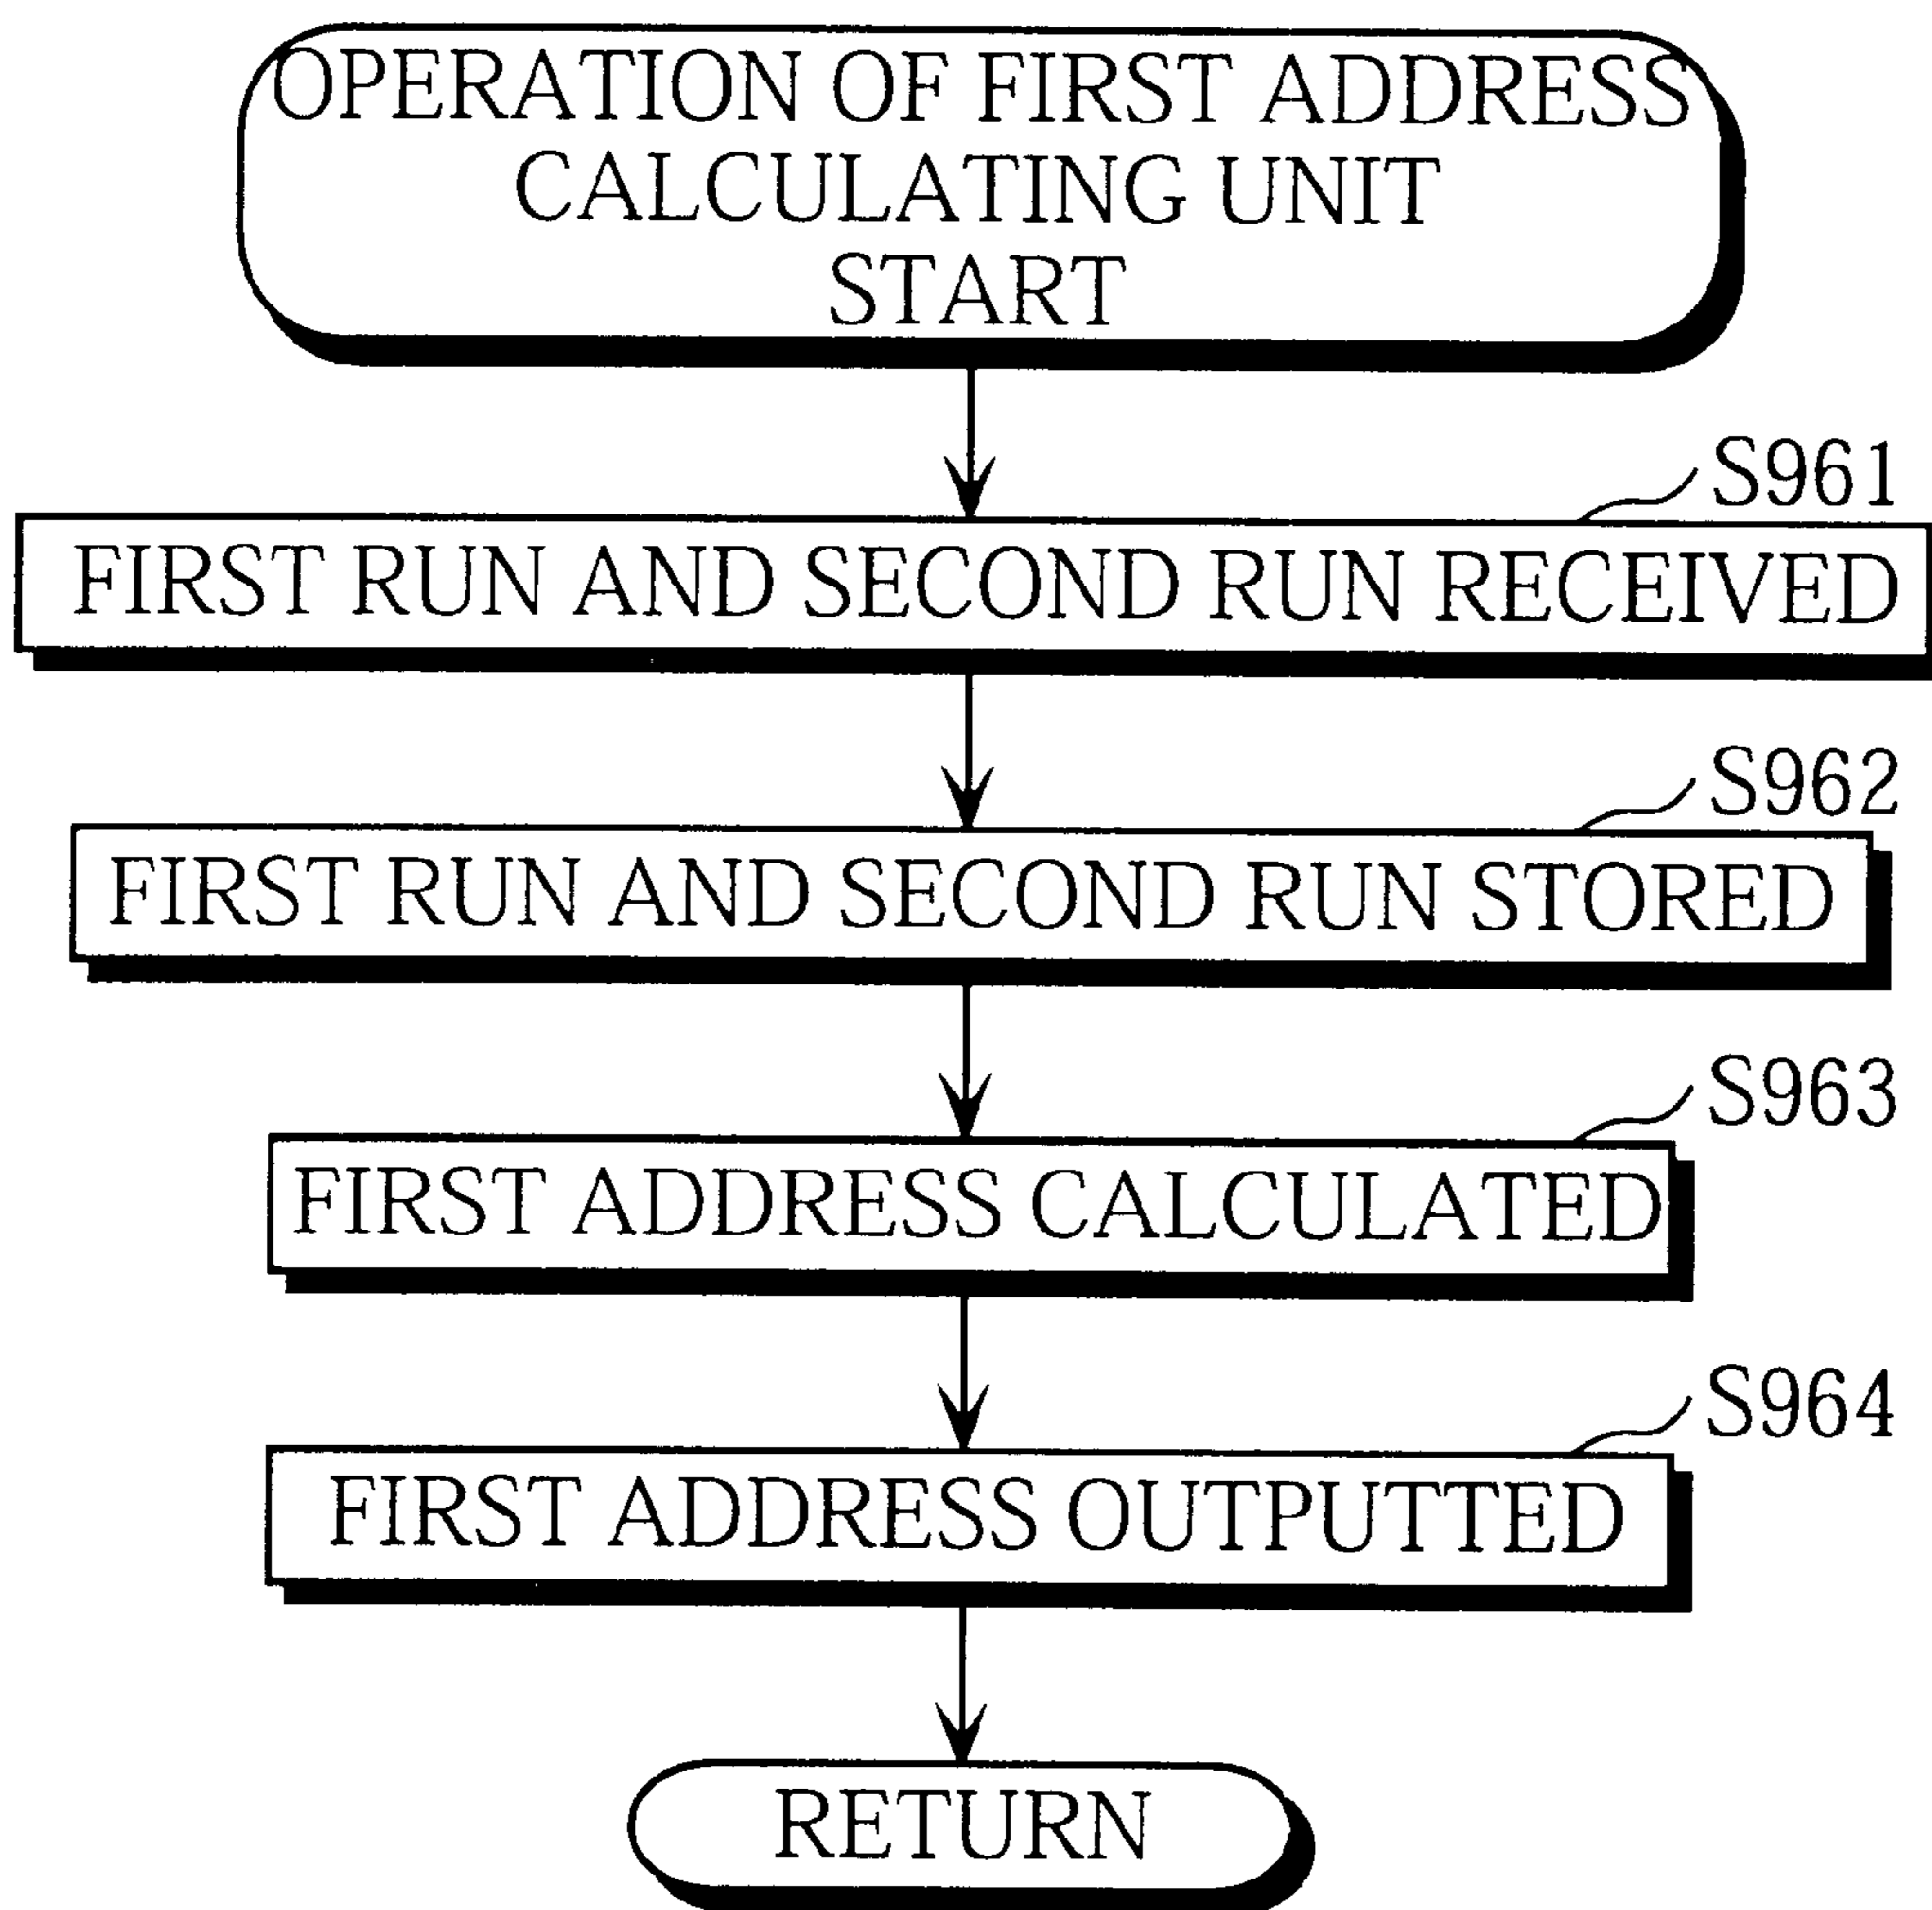 OPERATION OF FIRST ADDRESS
CALCULATING UNIT
START
S961
FIRST RUN AND SECOND RUN RECEIVED
S962
FIRST RUN AND SECOND RUN STORED
S963
FIRST ADDRESS CALCULATED
S964
FIRST ADDRESS OUTPUTTED
RETURN